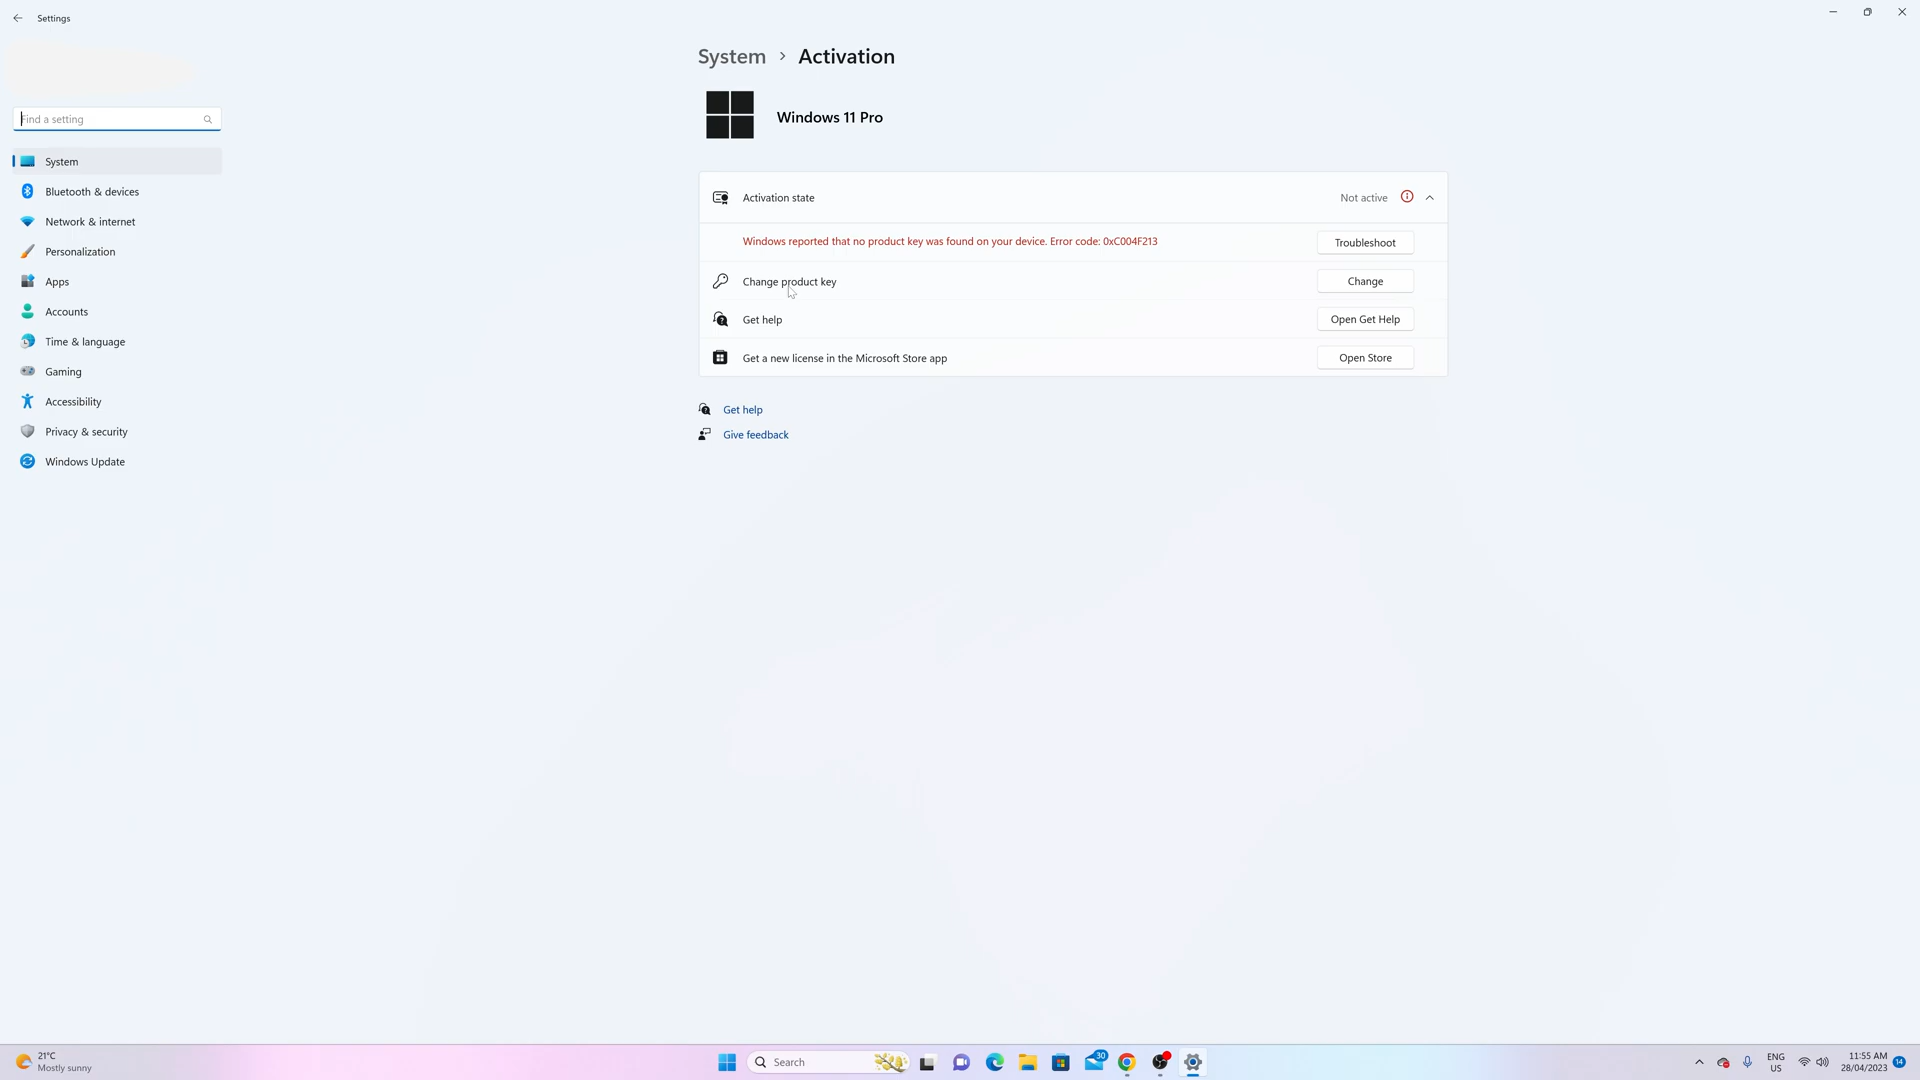 Settings
Find a setting
System
Bluetooth & devices
Network & internet
Personalization
Apps
Accounts
Time & language
Gaming
Accessibility
Privacy & security
Windows Update
System > Activation
Windows 11 Pro
Activation state Not active
Windows reported that no product key was found on your device. Error code: 0xC004F213 Troubleshoot
Change product key Change
Get help Open Get Help
Get a new license in the Microsoft Store app Open Store
Get help
Give feedback
21°C
Mostly sunny
Search
30
ENG
US
11:55 AM
28/04/2023
14